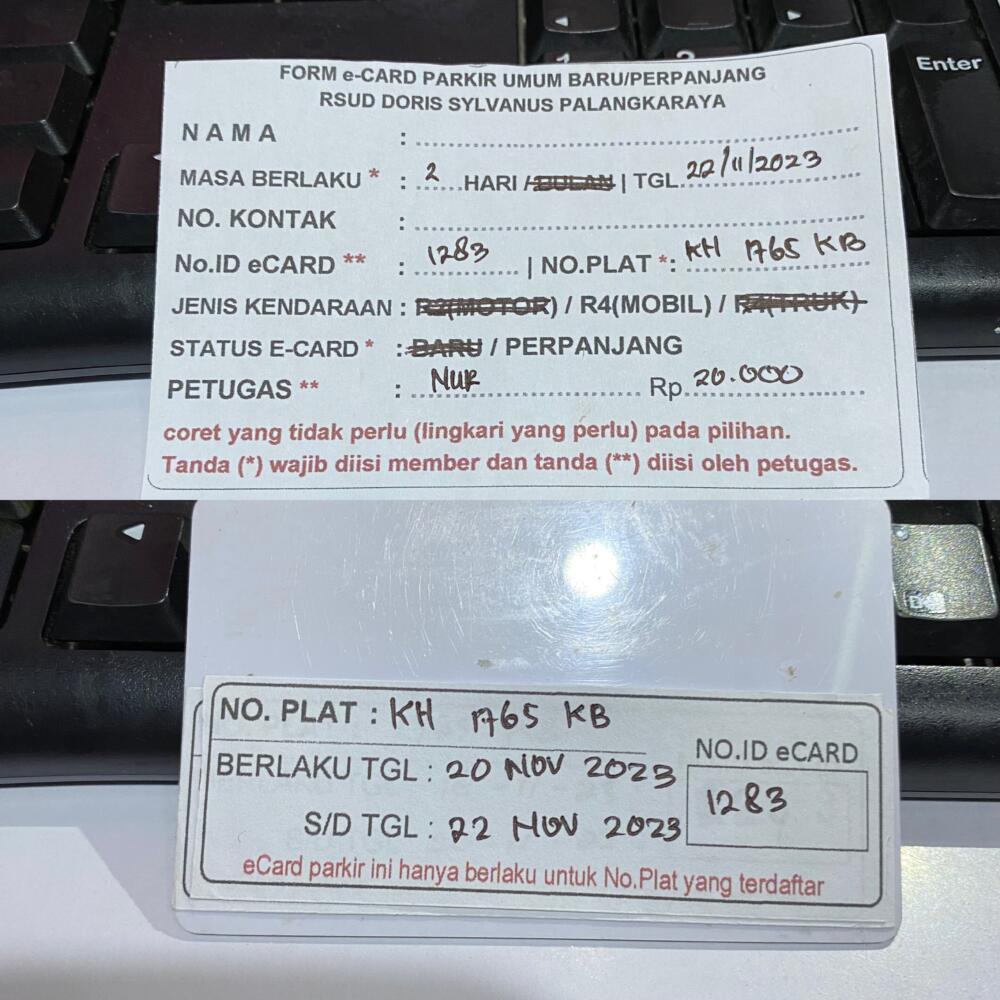 Enter
FORM e-CARD PARKIR UMUM BARU/PERPANJANG
RSUD DORIS SYLVANUS PALANGKARAYA
N A M A :
MASA BERLAKU * : 2 HARI / BULAN | TGL. 22/11/2023
NO. KONTAK :
No.ID eCARD ** : 1283 | NO.PLAT *: KH 1765 KB
JENIS KENDARAAN : R2(MOTOR) / R4(MOBIL) / R4(TRUK)
STATUS E-CARD * : BARU / PERPANJANG
PETUGAS ** : NUR Rp. 20.000
coret yang tidak perlu (lingkari yang perlu) pada pilihan.
Tanda (*) wajib diisi member dan tanda (**) diisi oleh petugas.
NO. PLAT : KH 1765 KB
BERLAKU TGL : 20 NOV 2023
S/D TGL : 22 NOV 2023
NO.ID eCARD
1283
eCard parkir ini hanya berlaku untuk No.Plat yang terdaftar